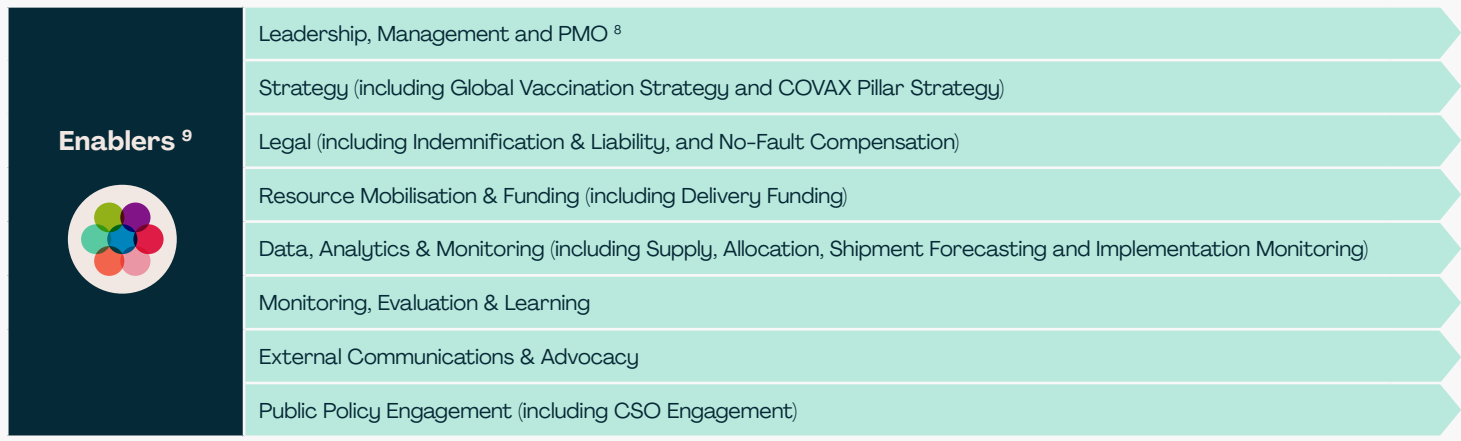 Enablers ⁹
Leadership, Management and PMO ⁸
Strategy (including Global Vaccination Strategy and COVAX Pillar Strategy)
Legal (including Indemnification & Liability, and No-Fault Compensation)
Resource Mobilisation & Funding (including Delivery Funding)
Data, Analytics & Monitoring (including Supply, Allocation, Shipment Forecasting and Implementation Monitoring)
Monitoring, Evaluation & Learning
External Communications & Advocacy
Public Policy Engagement (including CSO Engagement)